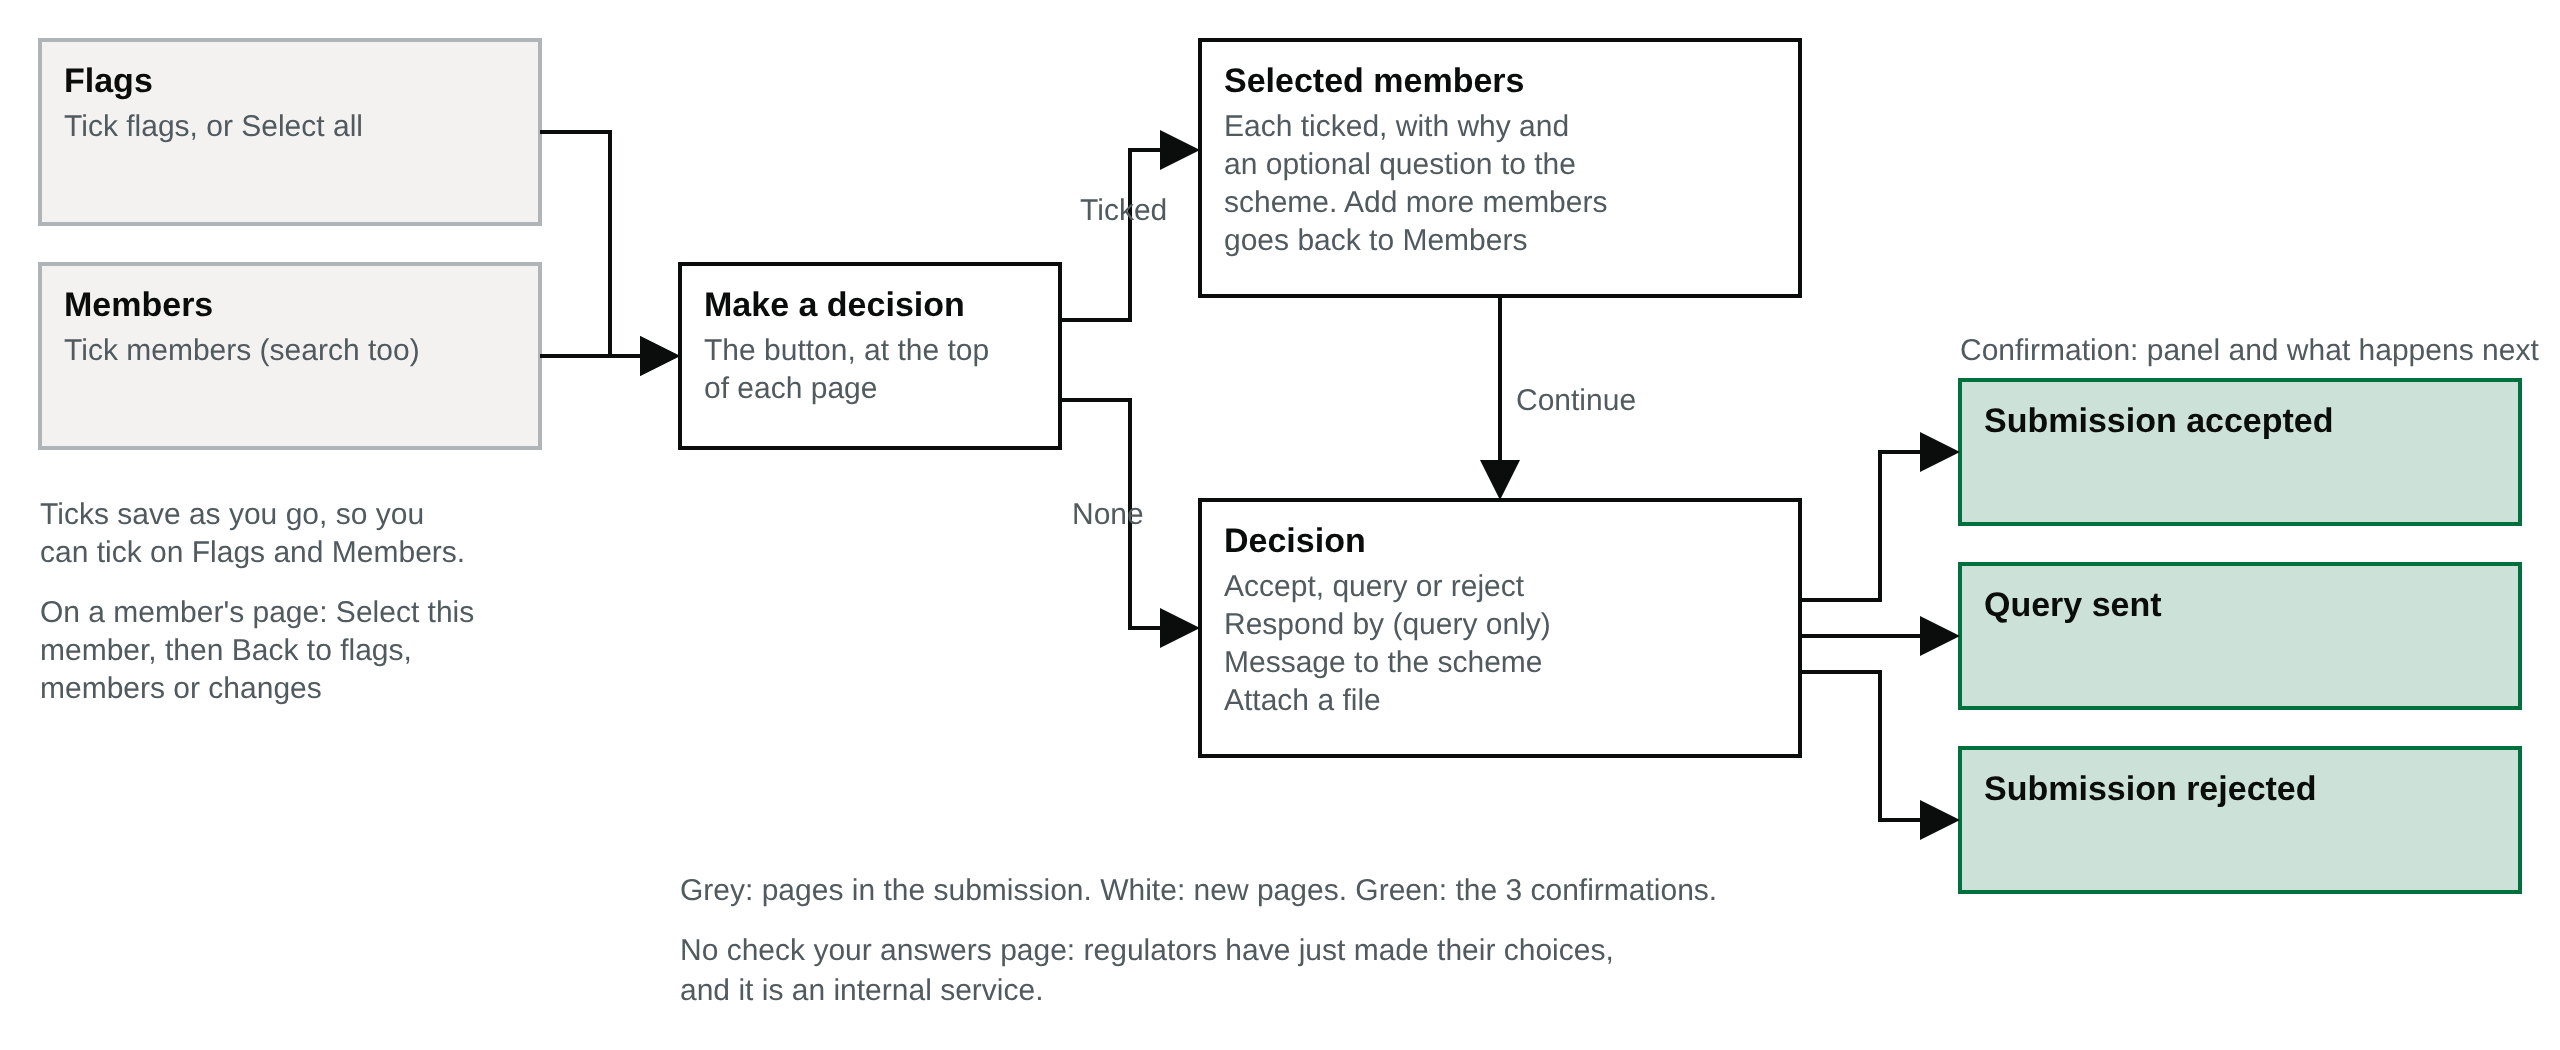 Flags
Tick flags, or Select all
Members
Tick members (search too)
Ticks save as you go, so you
can tick on Flags and Members.
On a member's page: Select this
member, then Back to flags,
members or changes
Make a decision
The button, at the top
of each page
Ticked
None
Selected members
Each ticked, with why and
an optional question to the
scheme. Add more members
goes back to Members
Continue
Decision
Accept, query or reject
Respond by (query only)
Message to the scheme
Attach a file
Confirmation: panel and what happens next
Submission accepted
Query sent
Submission rejected
Grey: pages in the submission. White: new pages. Green: the 3 confirmations.
No check your answers page: regulators have just made their choices,
and it is an internal service.